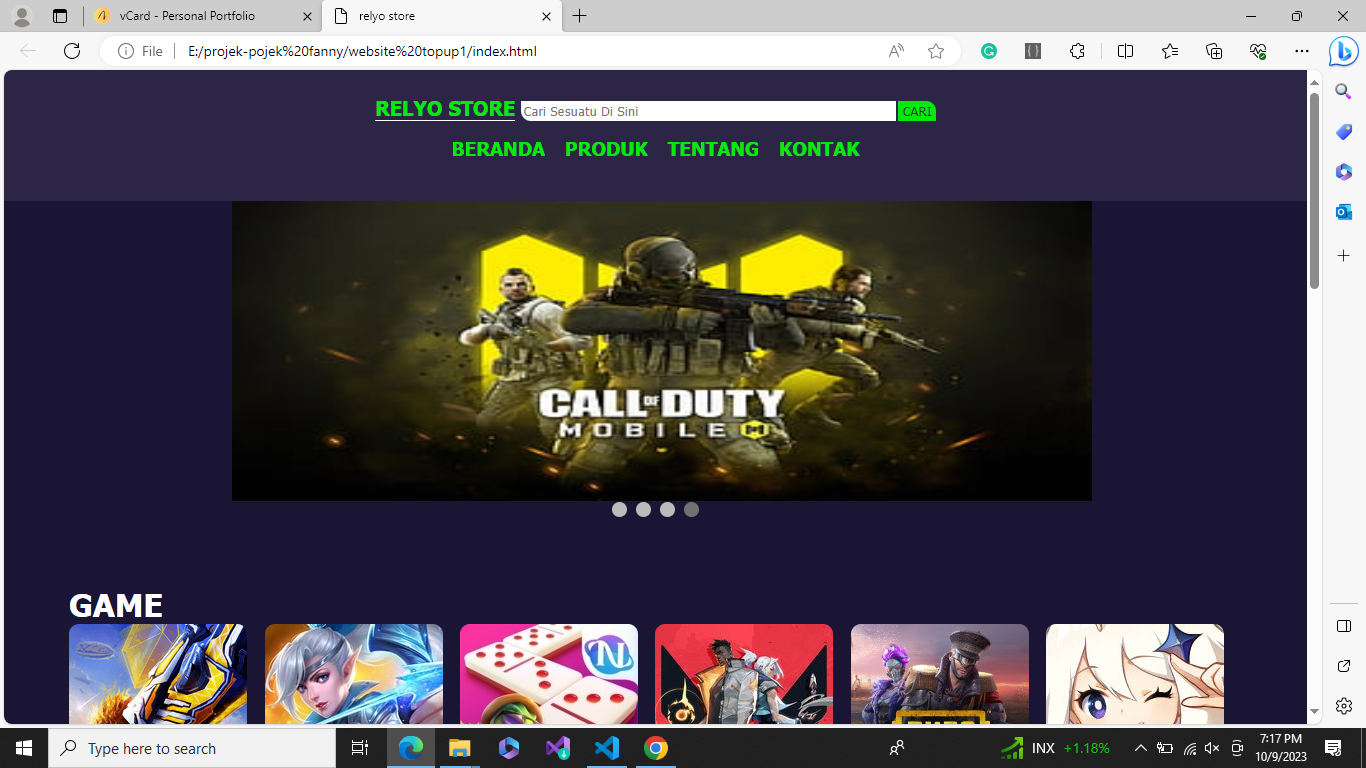 vCard - Personal Portfolio
relyo store
File
E:/projek-pojek%20fanny/website%20topup1/index.html
RELYO STORE
Cari Sesuatu Di Sini
CARI
BERANDA PRODUK TENTANG KONTAK
CALL OF DUTY
MOBILE
GAME
N
Type here to search
INX +1.18%
7:17 PM
10/9/2023